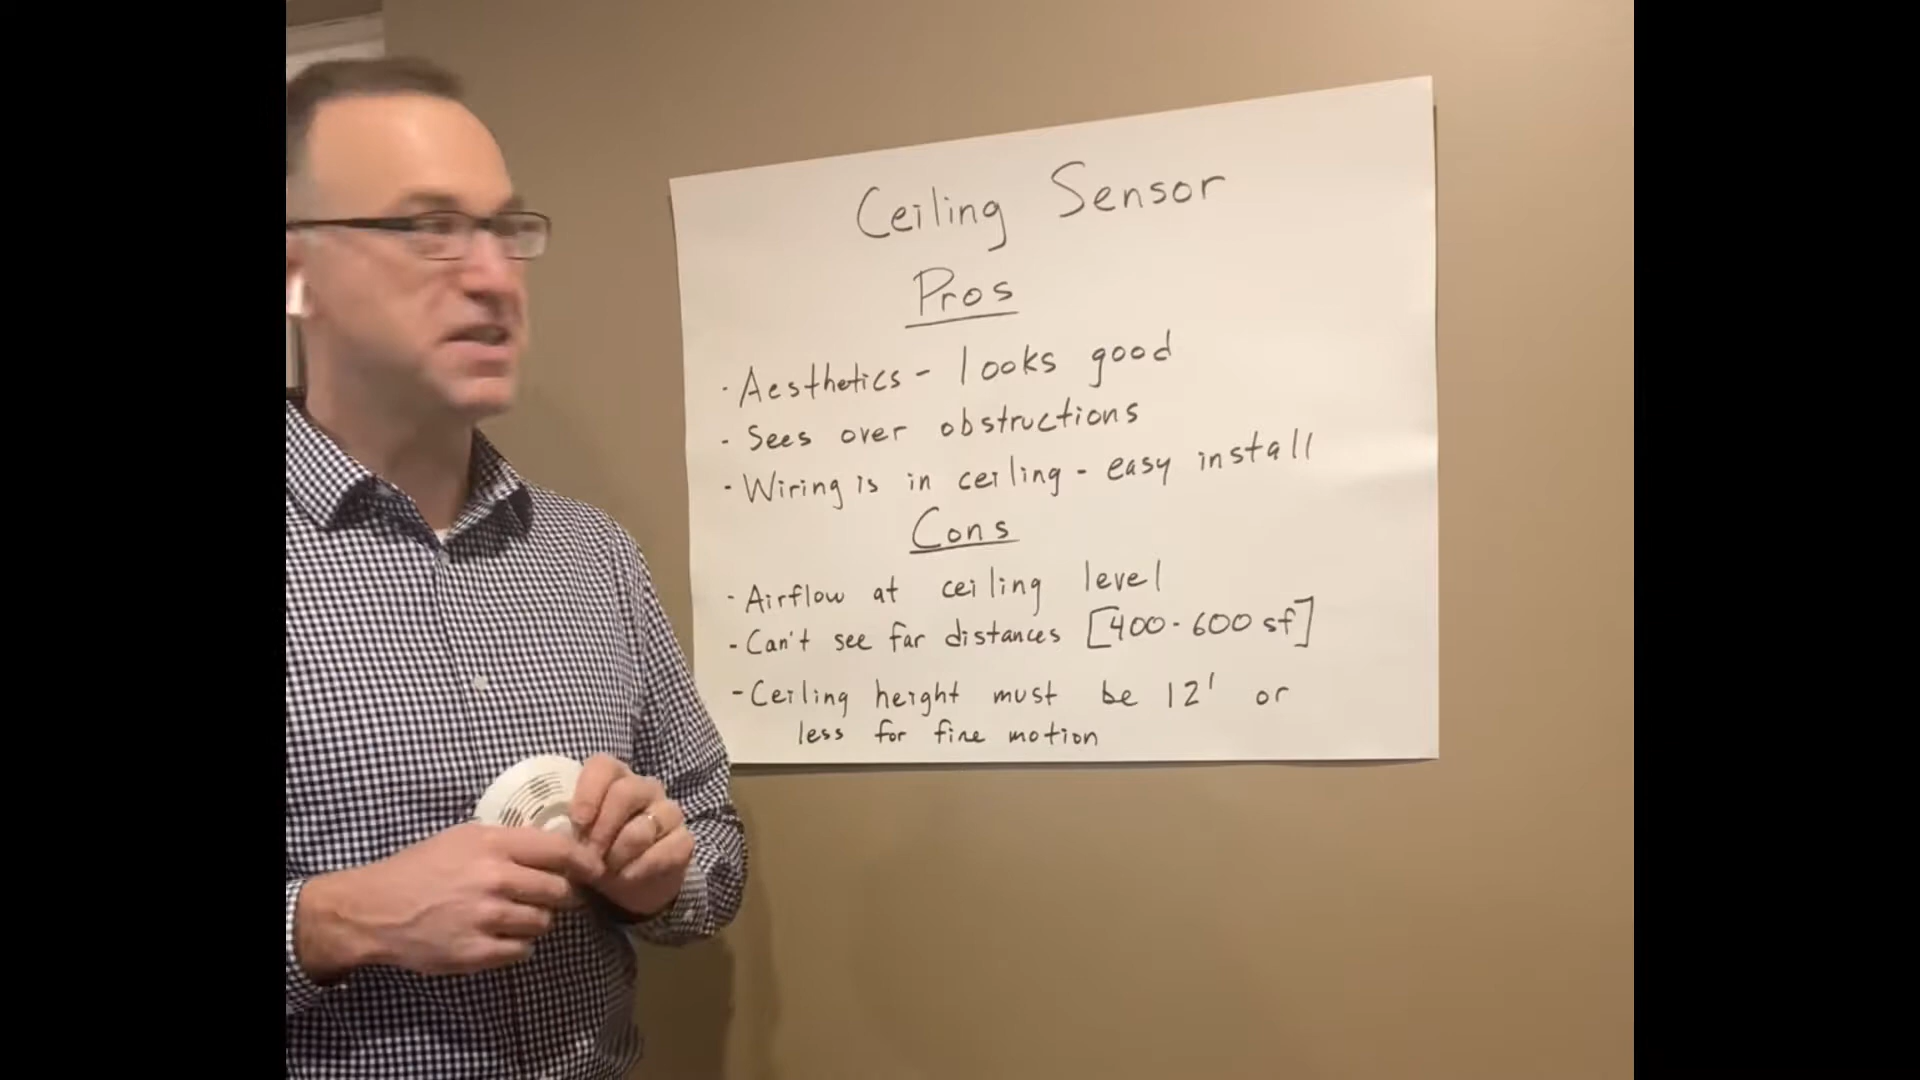 Ceiling Sensor
Pros
· Aesthetics - looks good
- Sees over obstructions
- Wiring is in ceiling - easy install
Cons
- Airflow at ceiling level
- Can't see far distances [400-600 sf]
- Ceiling height must be 12' or
less for fine motion